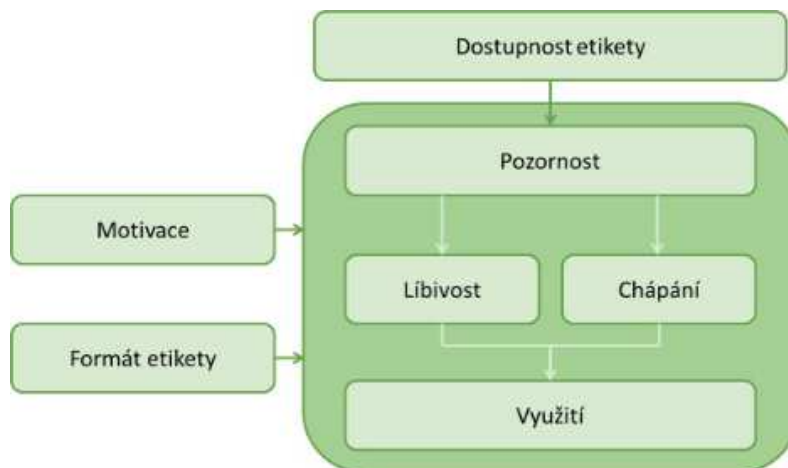 Dostupnost etikety
Pozornost
Motivace
Líbivost
Chápání
Formát etikety
Využití